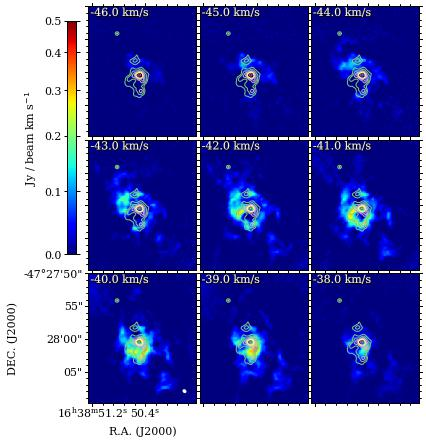 -46.0 km/s
-45.0 km/s
-44.0 km/s
-43.0 km/s
-42.0 km/s
-41.0 km/s
-40.0 km/s
-39.0 km/s
-38.0 km/s
0.5
0.4
0.3
0.2
0.1
0.0
Jy / beam km s⁻¹
-47°27'50"
55"
28'00"
05"
DEC. (J2000)
16ʰ38ᵐ51.2ˢ 50.4ˢ
R.A. (J2000)